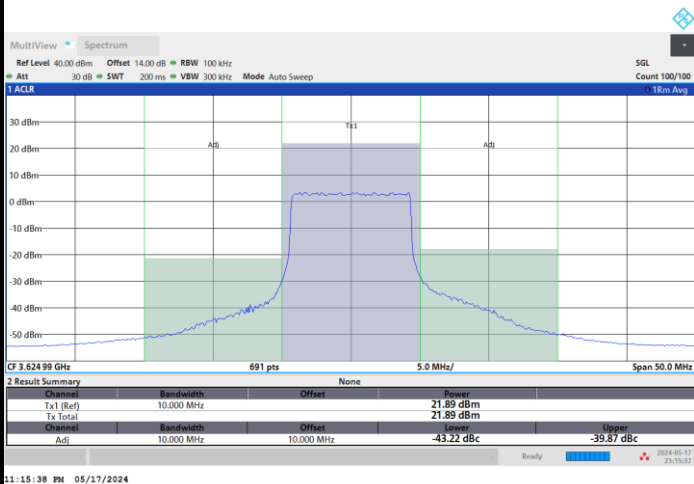 MultiView Spectrum
Ref Level 40.00 dBm Offset 14.00 dB RBW 100 kHz SGL
Att 30 dB SWT 200 ms VBW 300 kHz Mode Auto Sweep Count 100/100
1 ACLR 1Rm Avg
30 dBm
Tx1
20 dBm Adj Adj
10 dBm
0 dBm
-10 dBm
-20 dBm
-30 dBm
-40 dBm
-50 dBm
CF 3.624 99 GHz 691 pts 5.0 MHz/ Span 50.0 MHz
2 Result Summary None
Channel Bandwidth Offset Power
Tx1 (Ref) 10.000 MHz 21.89 dBm
Tx Total 21.89 dBm
Channel Bandwidth Offset Lower Upper
Adj 10.000 MHz 10.000 MHz -43.22 dBc -39.87 dBc
Ready 2024-05-17
23:15:37
11:15:38 PM 05/17/2024